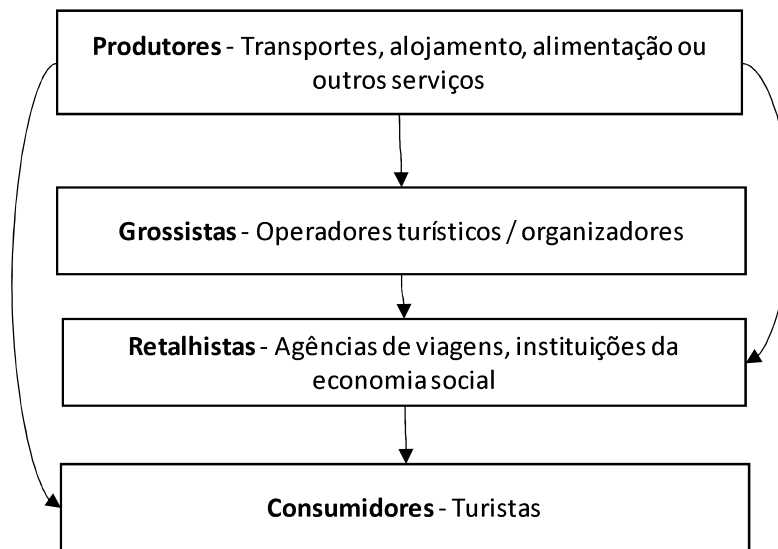 Produtores - Transportes, alojamento, alimentação ou
outros serviços
Grossistas - Operadores turísticos / organizadores
Retalhistas - Agências de viagens, instituições da
economia social
Consumidores - Turistas